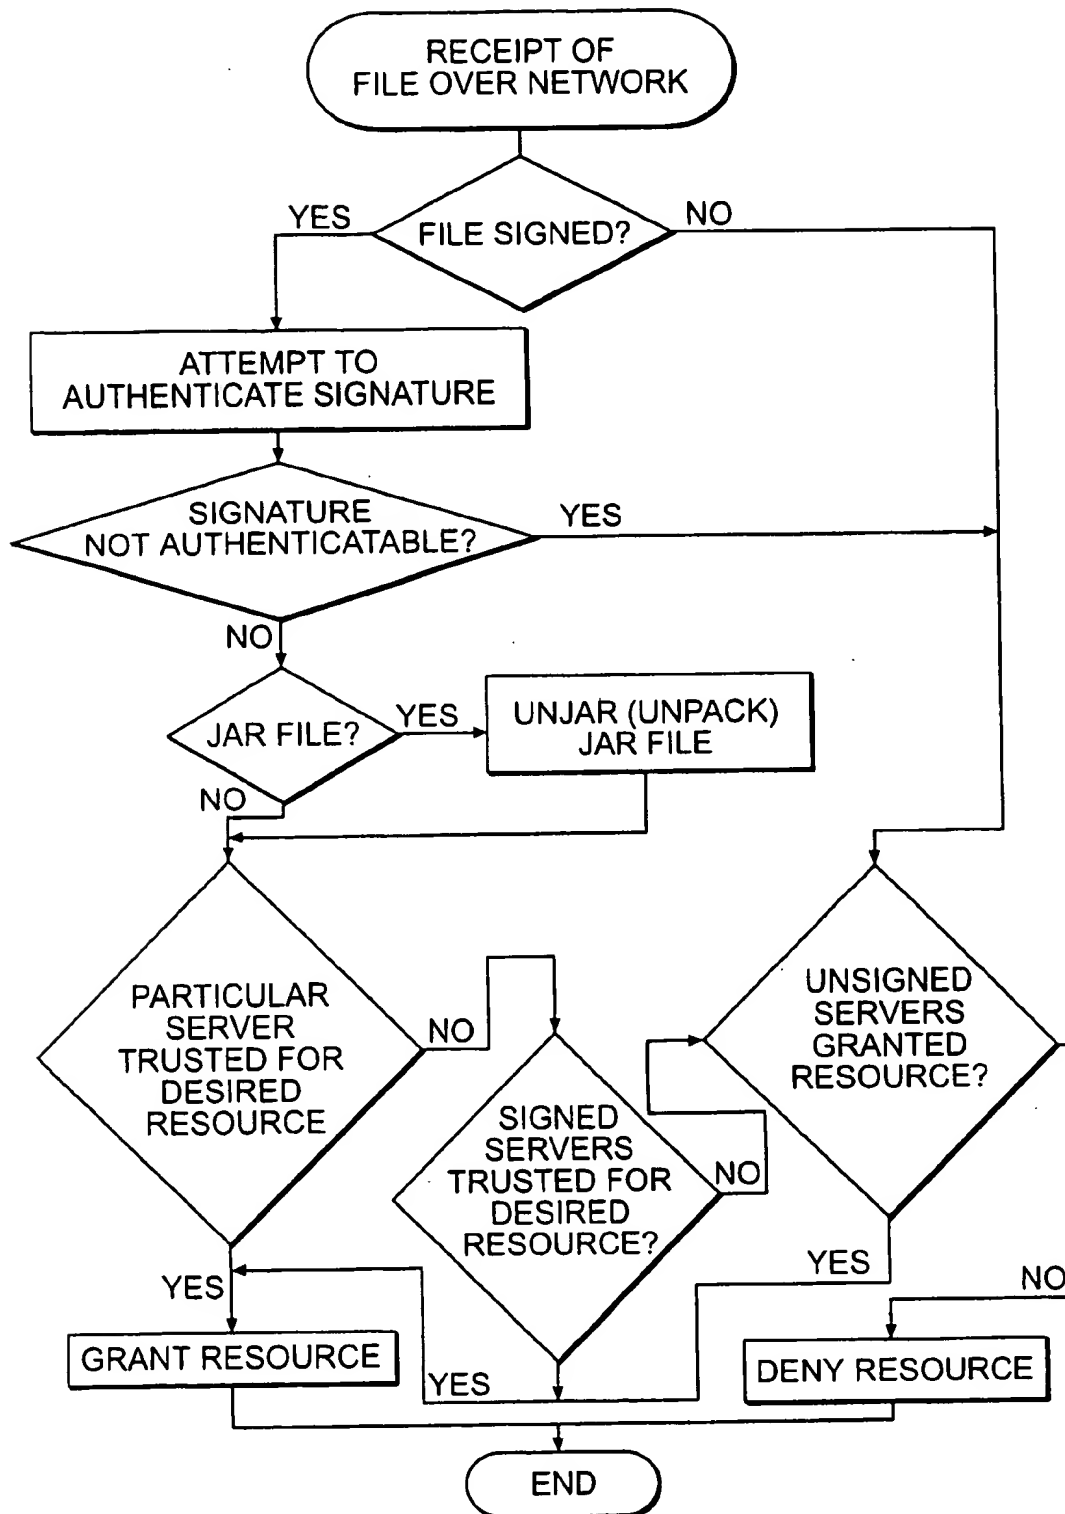 RECEIPT OF
FILE OVER NETWORK
FILE SIGNED?
YES
NO
ATTEMPT TO
AUTHENTICATE SIGNATURE
SIGNATURE
NOT AUTHENTICATABLE?
YES
NO
JAR FILE?
YES
UNJAR (UNPACK)
JAR FILE
NO
PARTICULAR
SERVER
TRUSTED FOR
DESIRED
RESOURCE
NO
UNSIGNED
SERVERS
GRANTED
RESOURCE?
SIGNED
SERVERS
TRUSTED FOR
DESIRED
RESOURCE?
NO
YES
YES
NO
GRANT RESOURCE
YES
DENY RESOURCE
END